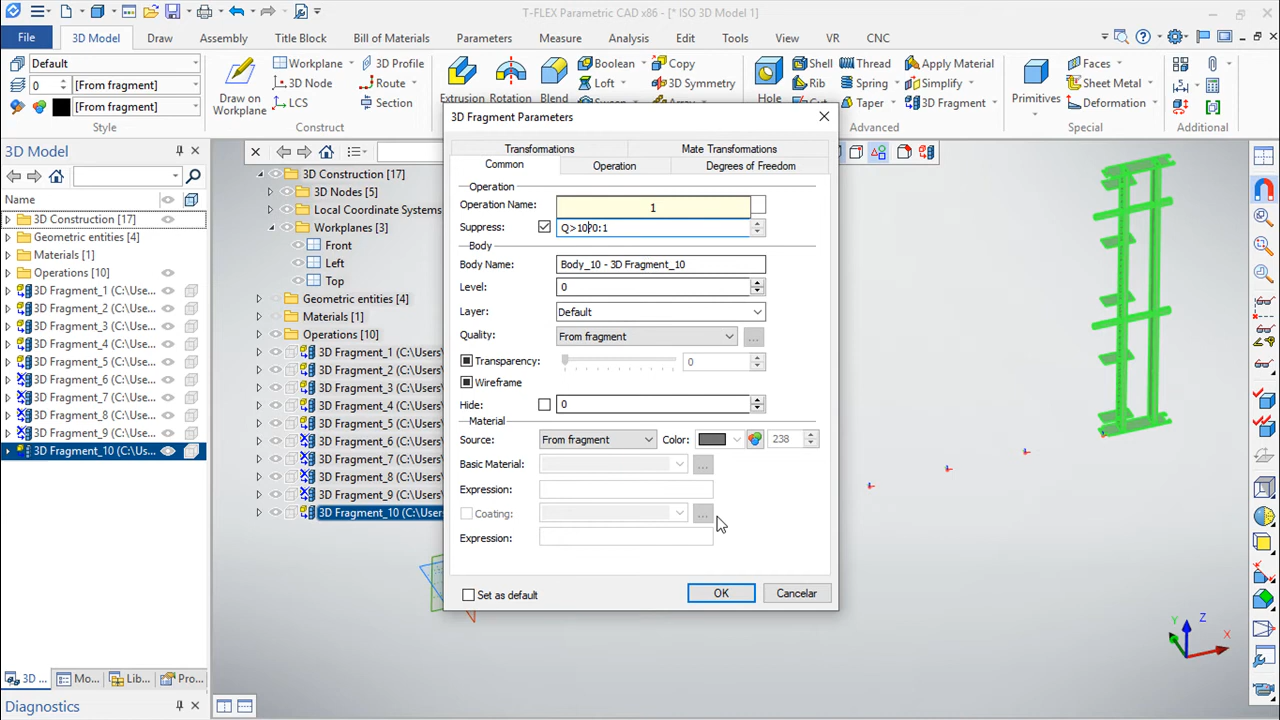 T-FLEX Parametric CAD x86 - [* ISO 3D Model 1]
File
3D Model
Draw
Assembly
Title Block
Bill of Materials
Parameters
Measure
Analysis
Edit
Tools
View
VR
CNC
Default
0
[From fragment]
[From fragment]
Style
Draw on
Workplane
Workplane
3D Node
LCS
3D Profile
Route
Section
Construct
Extrusion
Rotation
Blend
Boolean
Loft
Copy
3D Symmetry
Hole
Shell
Rib
Taper
Thread
Spring
Apply Material
Simplify
3D Fragment
Advanced
Primitives
Faces
Sheet Metal
Deformation
Special
Additional
3D Model
Name
3D Construction [17]
Geometric entities [4]
Materials [1]
Operations [10]
3D Fragment_1 (C:\Use...
3D Fragment_2 (C:\Use...
3D Fragment_3 (C:\Use...
3D Fragment_4 (C:\Use...
3D Fragment_5 (C:\Use...
3D Fragment_6 (C:\Use...
3D Fragment_7 (C:\Use...
3D Fragment_8 (C:\Use...
3D Fragment_9 (C:\Use...
3D Fragment_10 (C:\Us...
3D ...
Mo...
Lib...
Pro...
Diagnostics
3D Construction [17]
3D Nodes [5]
Local Coordinate Systems
Workplanes [3]
Front
Left
Top
Geometric entities [4]
Materials [1]
Operations [10]
3D Fragment_1 (C:\Users
3D Fragment_2 (C:\Users
3D Fragment_3 (C:\Users
3D Fragment_4 (C:\Users
3D Fragment_5 (C:\Users
3D Fragment_6 (C:\Users
3D Fragment_7 (C:\Users
3D Fragment_8 (C:\Users
3D Fragment_9 (C:\Users
3D Fragment_10 (C:\User
3D Fragment Parameters
Transformations
Mate Transformations
Common
Operation
Degrees of Freedom
Operation
Operation Name:
1
Suppress:
Q>10?0:1
Body
Body Name:
Body_10 - 3D Fragment_10
Level:
0
Layer:
Default
Quality:
From fragment
...
Transparency:
0
Wireframe
Hide:
0
Material
Source:
From fragment
Color:
238
Basic Material:
...
Expression:
Coating:
...
Expression:
Set as default
OK
Cancelar
Y
Z
X